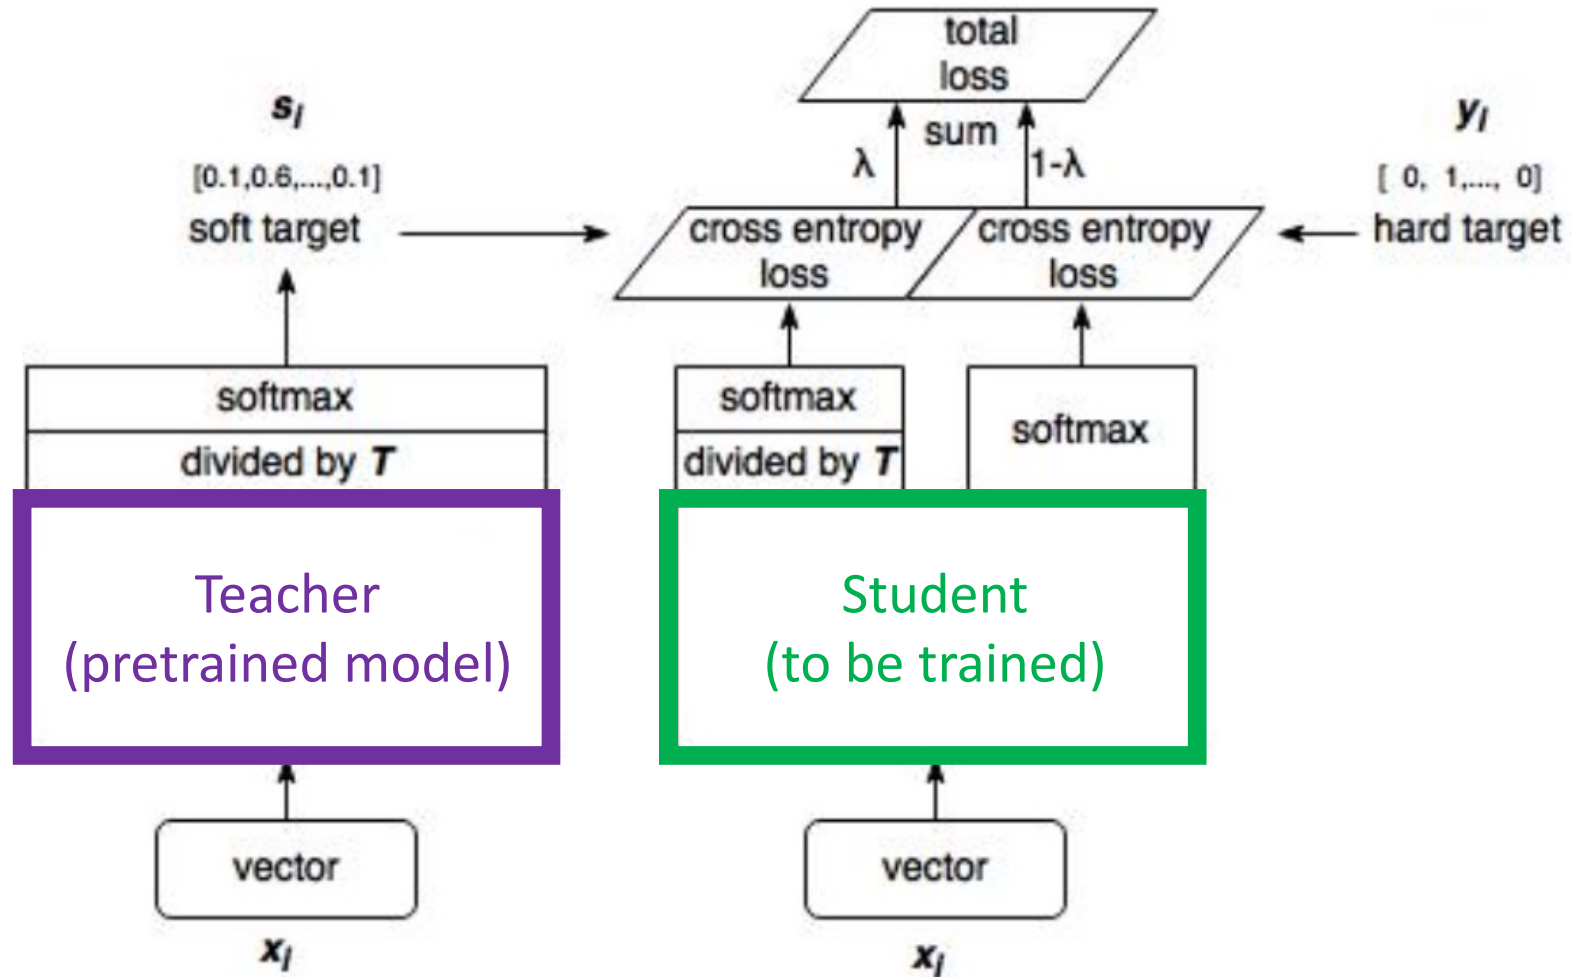 total
loss
sum
λ
1-λ
s_i
[0.1,0.6,...,0.1]
soft target
cross entropy
loss
cross entropy
loss
y_i
[ 0, 1,..., 0]
hard target
softmax
divided by T
softmax
divided by T
softmax
Teacher
(pretrained model)
Student
(to be trained)
vector
x_i
vector
x_i